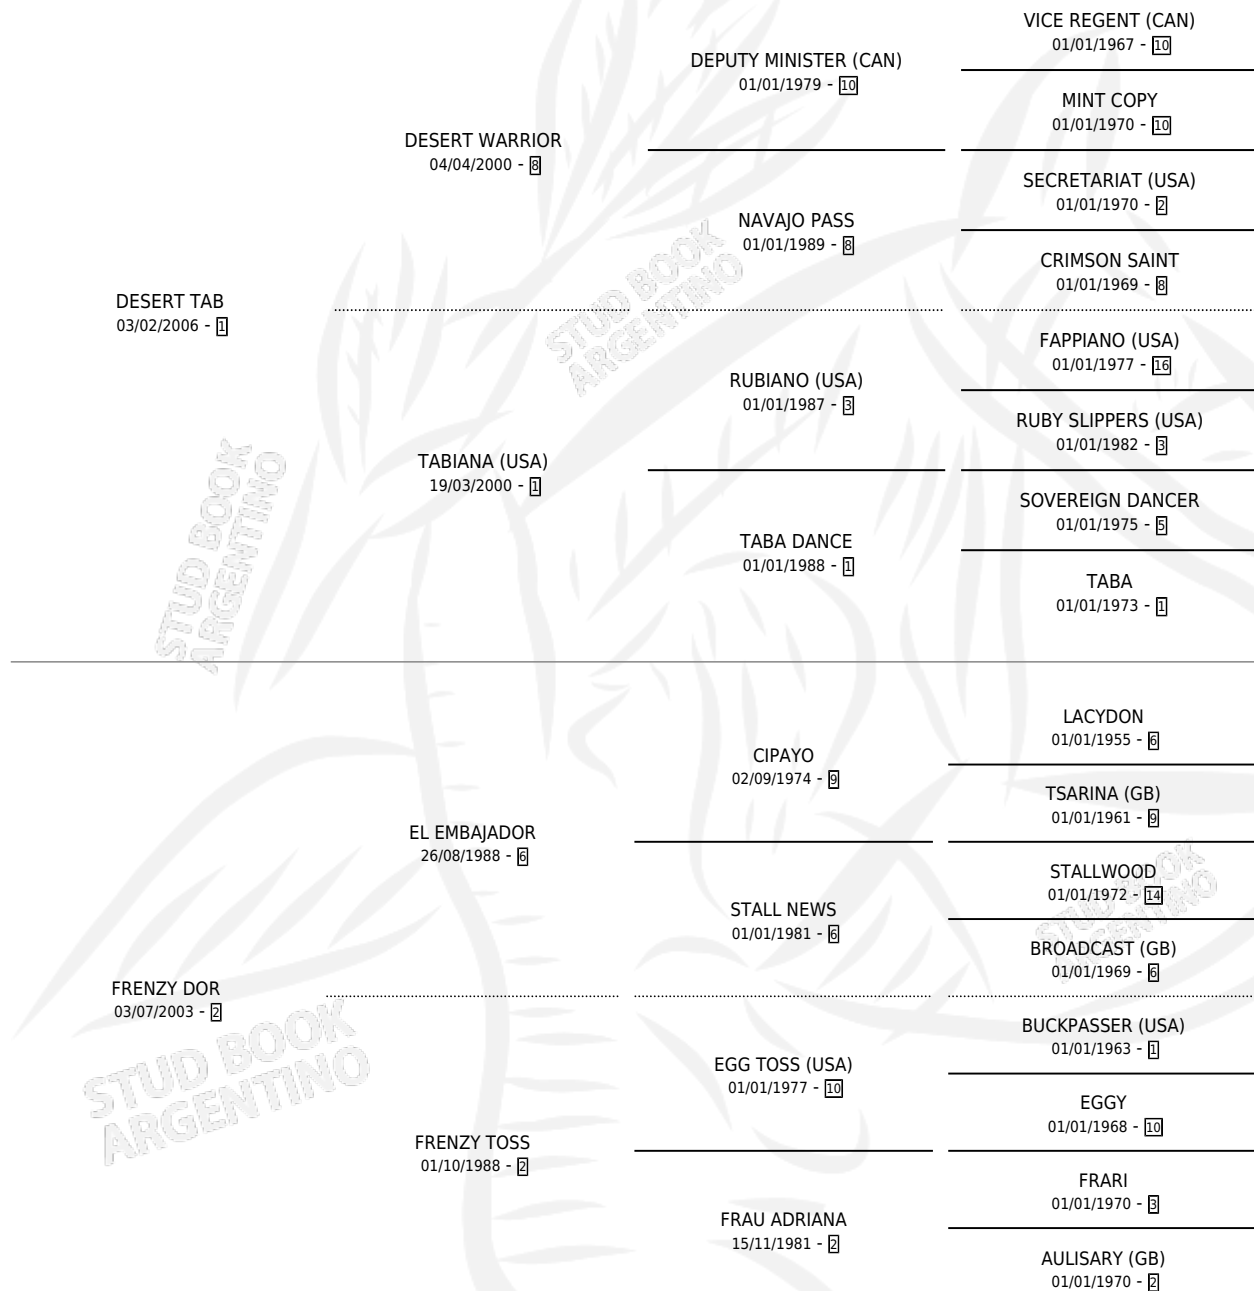 VICE REGENT (CAN)
01/01/1967 - 10
DEPUTY MINISTER (CAN)
01/01/1979 - 10
MINT COPY
01/01/1970 - 10
DESERT WARRIOR
04/04/2000 - 8
SECRETARIAT (USA)
01/01/1970 - 2
NAVAJO PASS
01/01/1989 - 8
CRIMSON SAINT
01/01/1969 - 8
DESERT TAB
03/02/2006 - 1
FAPPIANO (USA)
01/01/1977 - 16
RUBIANO (USA)
01/01/1987 - 3
RUBY SLIPPERS (USA)
01/01/1982 - 3
TABIANA (USA)
19/03/2000 - 1
SOVEREIGN DANCER
01/01/1975 - 5
TABA DANCE
01/01/1988 - 1
TABA
01/01/1973 - 1
LACYDON
01/01/1955 - 6
CIPAYO
02/09/1974 - 9
TSARINA (GB)
01/01/1961 - 9
EL EMBAJADOR
26/08/1988 - 6
STALLWOOD
01/01/1972 - 14
STALL NEWS
01/01/1981 - 6
BROADCAST (GB)
01/01/1969 - 6
FRENZY DOR
03/07/2003 - 2
BUCKPASSER (USA)
01/01/1963 - 1
EGG TOSS (USA)
01/01/1977 - 10
EGGY
01/01/1968 - 10
FRENZY TOSS
01/10/1988 - 2
FRARI
01/01/1970 - 3
FRAU ADRIANA
15/11/1981 - 2
AULISARY (GB)
01/01/1970 - 2
STUD BOOK
ARGENTINO
STUD BOOK
ARGENTINO
STUD BOOK
ARGENTINO
STUD BOOK
ARGENTINO